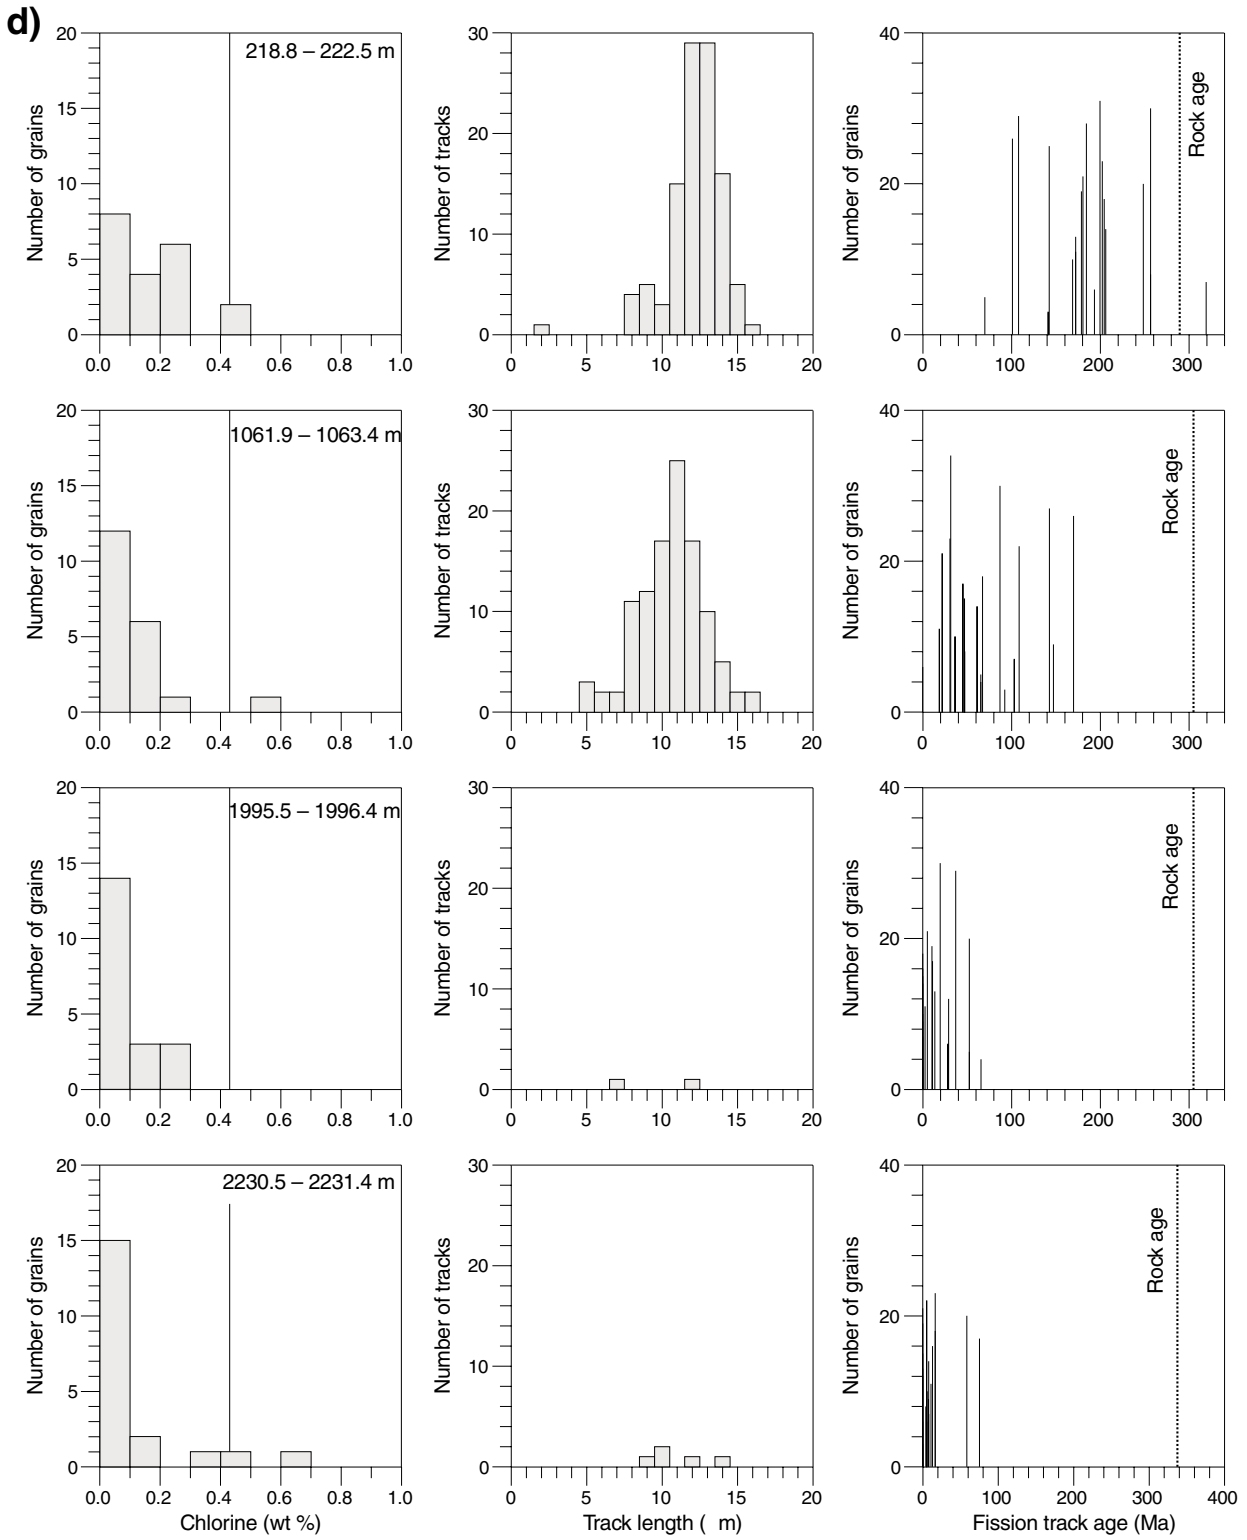 d)
20
15
10
5
0
Number of grains
218.8 – 222.5 m
0.0 0.2 0.4 0.6 0.8 1.0
30
20
10
0
Number of tracks
0 5 10 15 20
40
20
0
Number of grains
Rock age
0 100 200 300
20
15
10
5
0
Number of grains
1061.9 – 1063.4 m
0.0 0.2 0.4 0.6 0.8 1.0
30
20
10
0
Number of tracks
0 5 10 15 20
40
20
0
Number of grains
Rock age
0 100 200 300
20
15
10
5
0
Number of grains
1995.5 – 1996.4 m
0.0 0.2 0.4 0.6 0.8 1.0
30
20
10
0
Number of tracks
0 5 10 15 20
40
20
0
Number of grains
Rock age
0 100 200 300
20
15
10
5
0
Number of grains
2230.5 – 2231.4 m
0.0 0.2 0.4 0.6 0.8 1.0
Chlorine (wt %)
30
20
10
0
Number of tracks
0 5 10 15 20
Track length ( m)
40
20
0
Number of grains
Rock age
0 100 200 300 400
Fission track age (Ma)